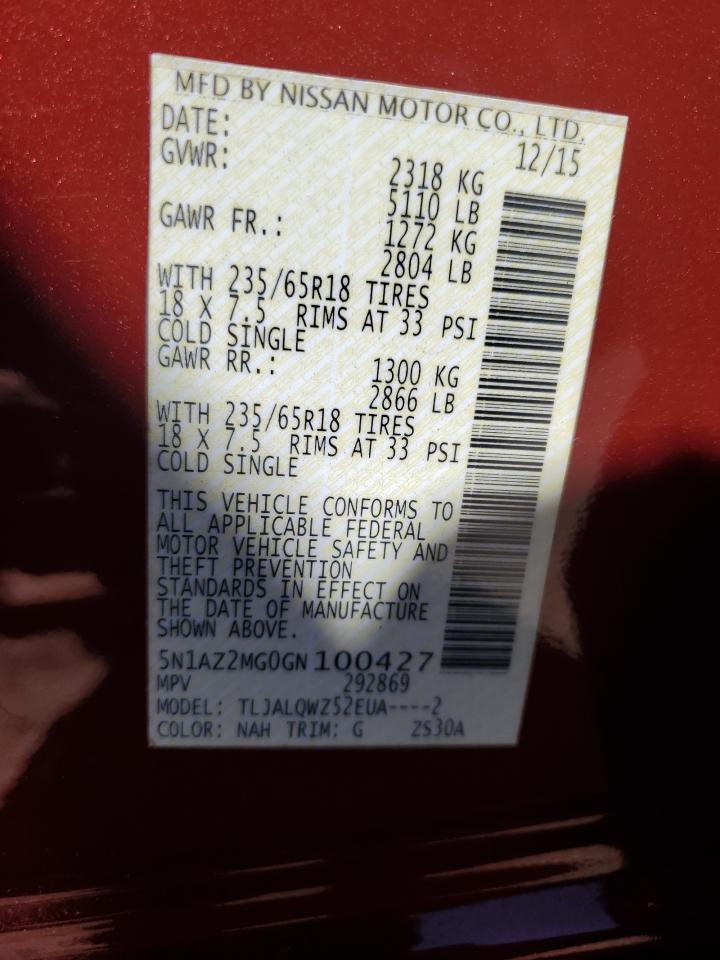 MFD BY NISSAN MOTOR CO., LTD.
DATE: 12/15
GVWR: 2318 KG
5110 LB
GAWR FR.: 1272 KG
2804 LB
WITH 235/65R18 TIRES
18 X 7.5 RIMS AT 33 PSI
COLD SINGLE
GAWR RR.: 1300 KG
2866 LB
WITH 235/65R18 TIRES
18 X 7.5 RIMS AT 33 PSI
COLD SINGLE
THIS VEHICLE CONFORMS TO
ALL APPLICABLE FEDERAL
MOTOR VEHICLE SAFETY AND
THEFT PREVENTION
STANDARDS IN EFFECT ON
THE DATE OF MANUFACTURE
SHOWN ABOVE.
5N1AZ2MG0GN100427
MPV 292869
MODEL: TLJALQWZ52EUA----2
COLOR: NAH TRIM: G ZS30A